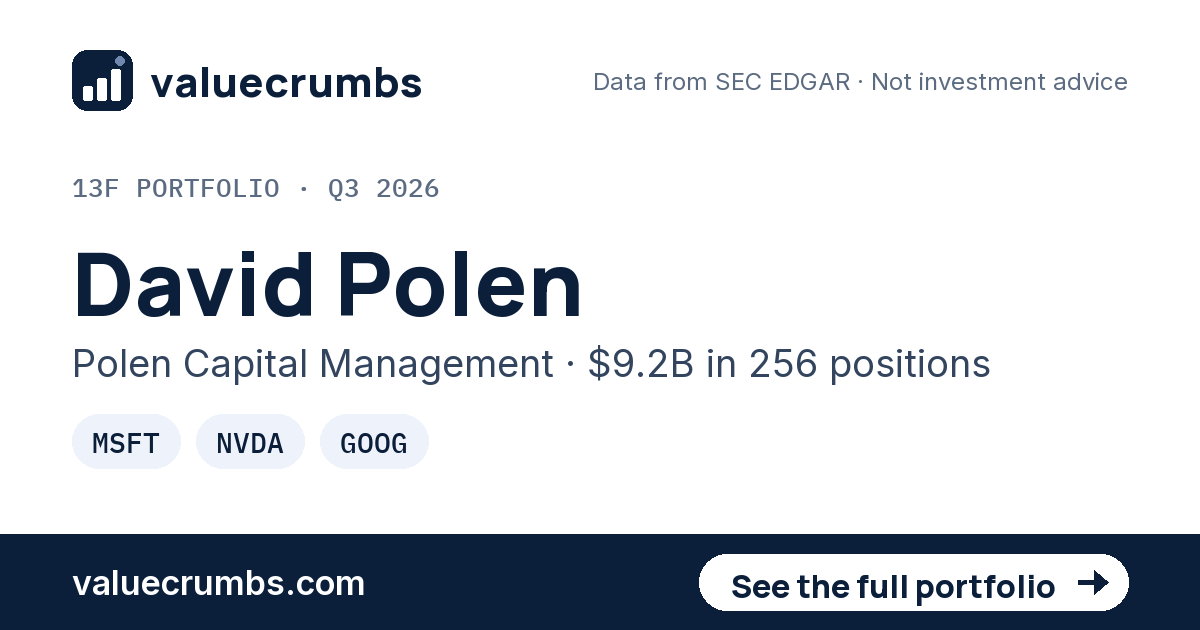 valuecrumbs
Data from SEC EDGAR · Not investment advice
13F PORTFOLIO · Q3 2026
David Polen
Polen Capital Management · $9.2B in 256 positions
MSFT NVDA GOOG
valuecrumbs.com
See the full portfolio →